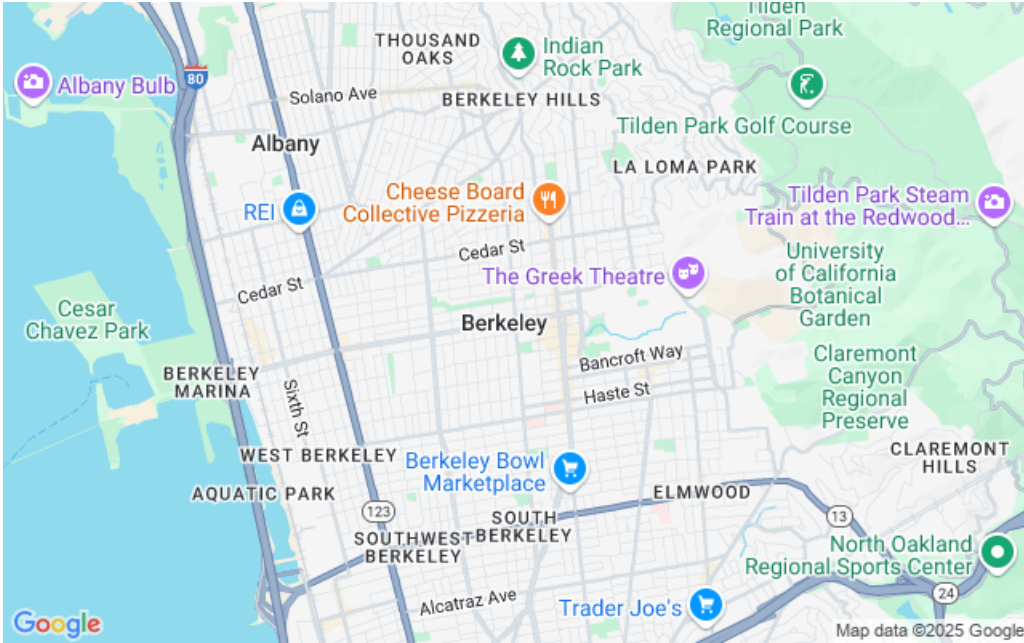 Tilden
Regional Park
THOUSAND
OAKS
Indian
Rock Park
80
Albany Bulb
Solano Ave
BERKELEY HILLS
Tilden Park Golf Course
Albany
LA LOMA PARK
Cheese Board
Collective Pizzeria
REI
Tilden Park Steam
Train at the Redwood...
Cedar St
The Greek Theatre
University
of California
Botanical
Garden
Cedar St
Cesar
Chavez Park
Berkeley
Bancroft Way
Claremont
Canyon
Regional
Preserve
BERKELEY
MARINA
Sixth St
Haste St
WEST BERKELEY
Berkeley Bowl
Marketplace
CLAREMONT
HILLS
AQUATIC PARK
ELMWOOD
123
13
SOUTH
BERKELEY
SOUTHWEST
BERKELEY
North Oakland
Regional Sports Center
24
Alcatraz Ave
Trader Joe's
Google
Map data ©2025 Google